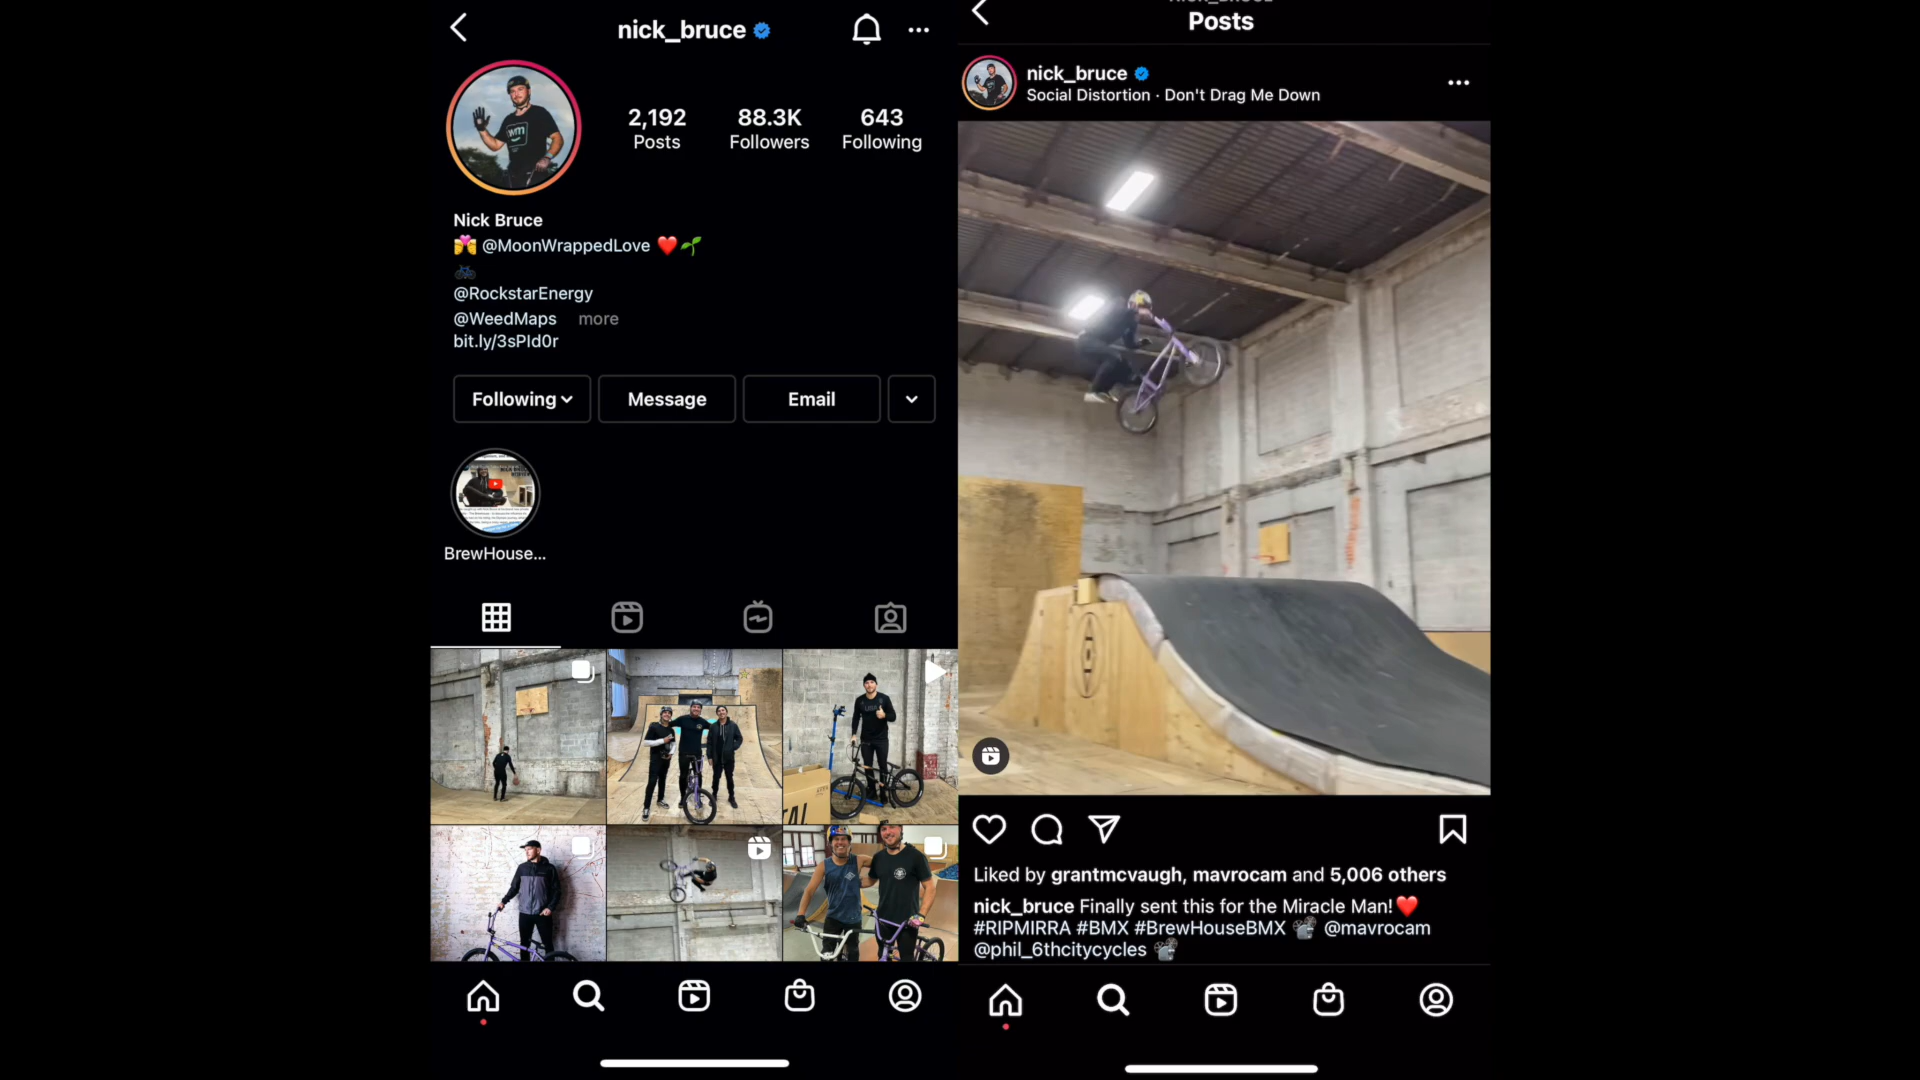 nick_bruce
2,192
Posts
88.3K
Followers
643
Following
Nick Bruce
@MoonWrappedLove
@RockstarEnergy
@WeedMaps more
bit.ly/3sPId0r
Following
Message
Email
BrewHouse...
Posts
nick_bruce
Social Distortion · Don't Drag Me Down
Liked by grantmcvaugh, mavrocam and 5,006 others
nick_bruce Finally sent this for the Miracle Man!❤️
#RIPMIRRA #BMX #BrewHouseBMX 📽️ @mavrocam
@phil_6thcitycycles 📽️